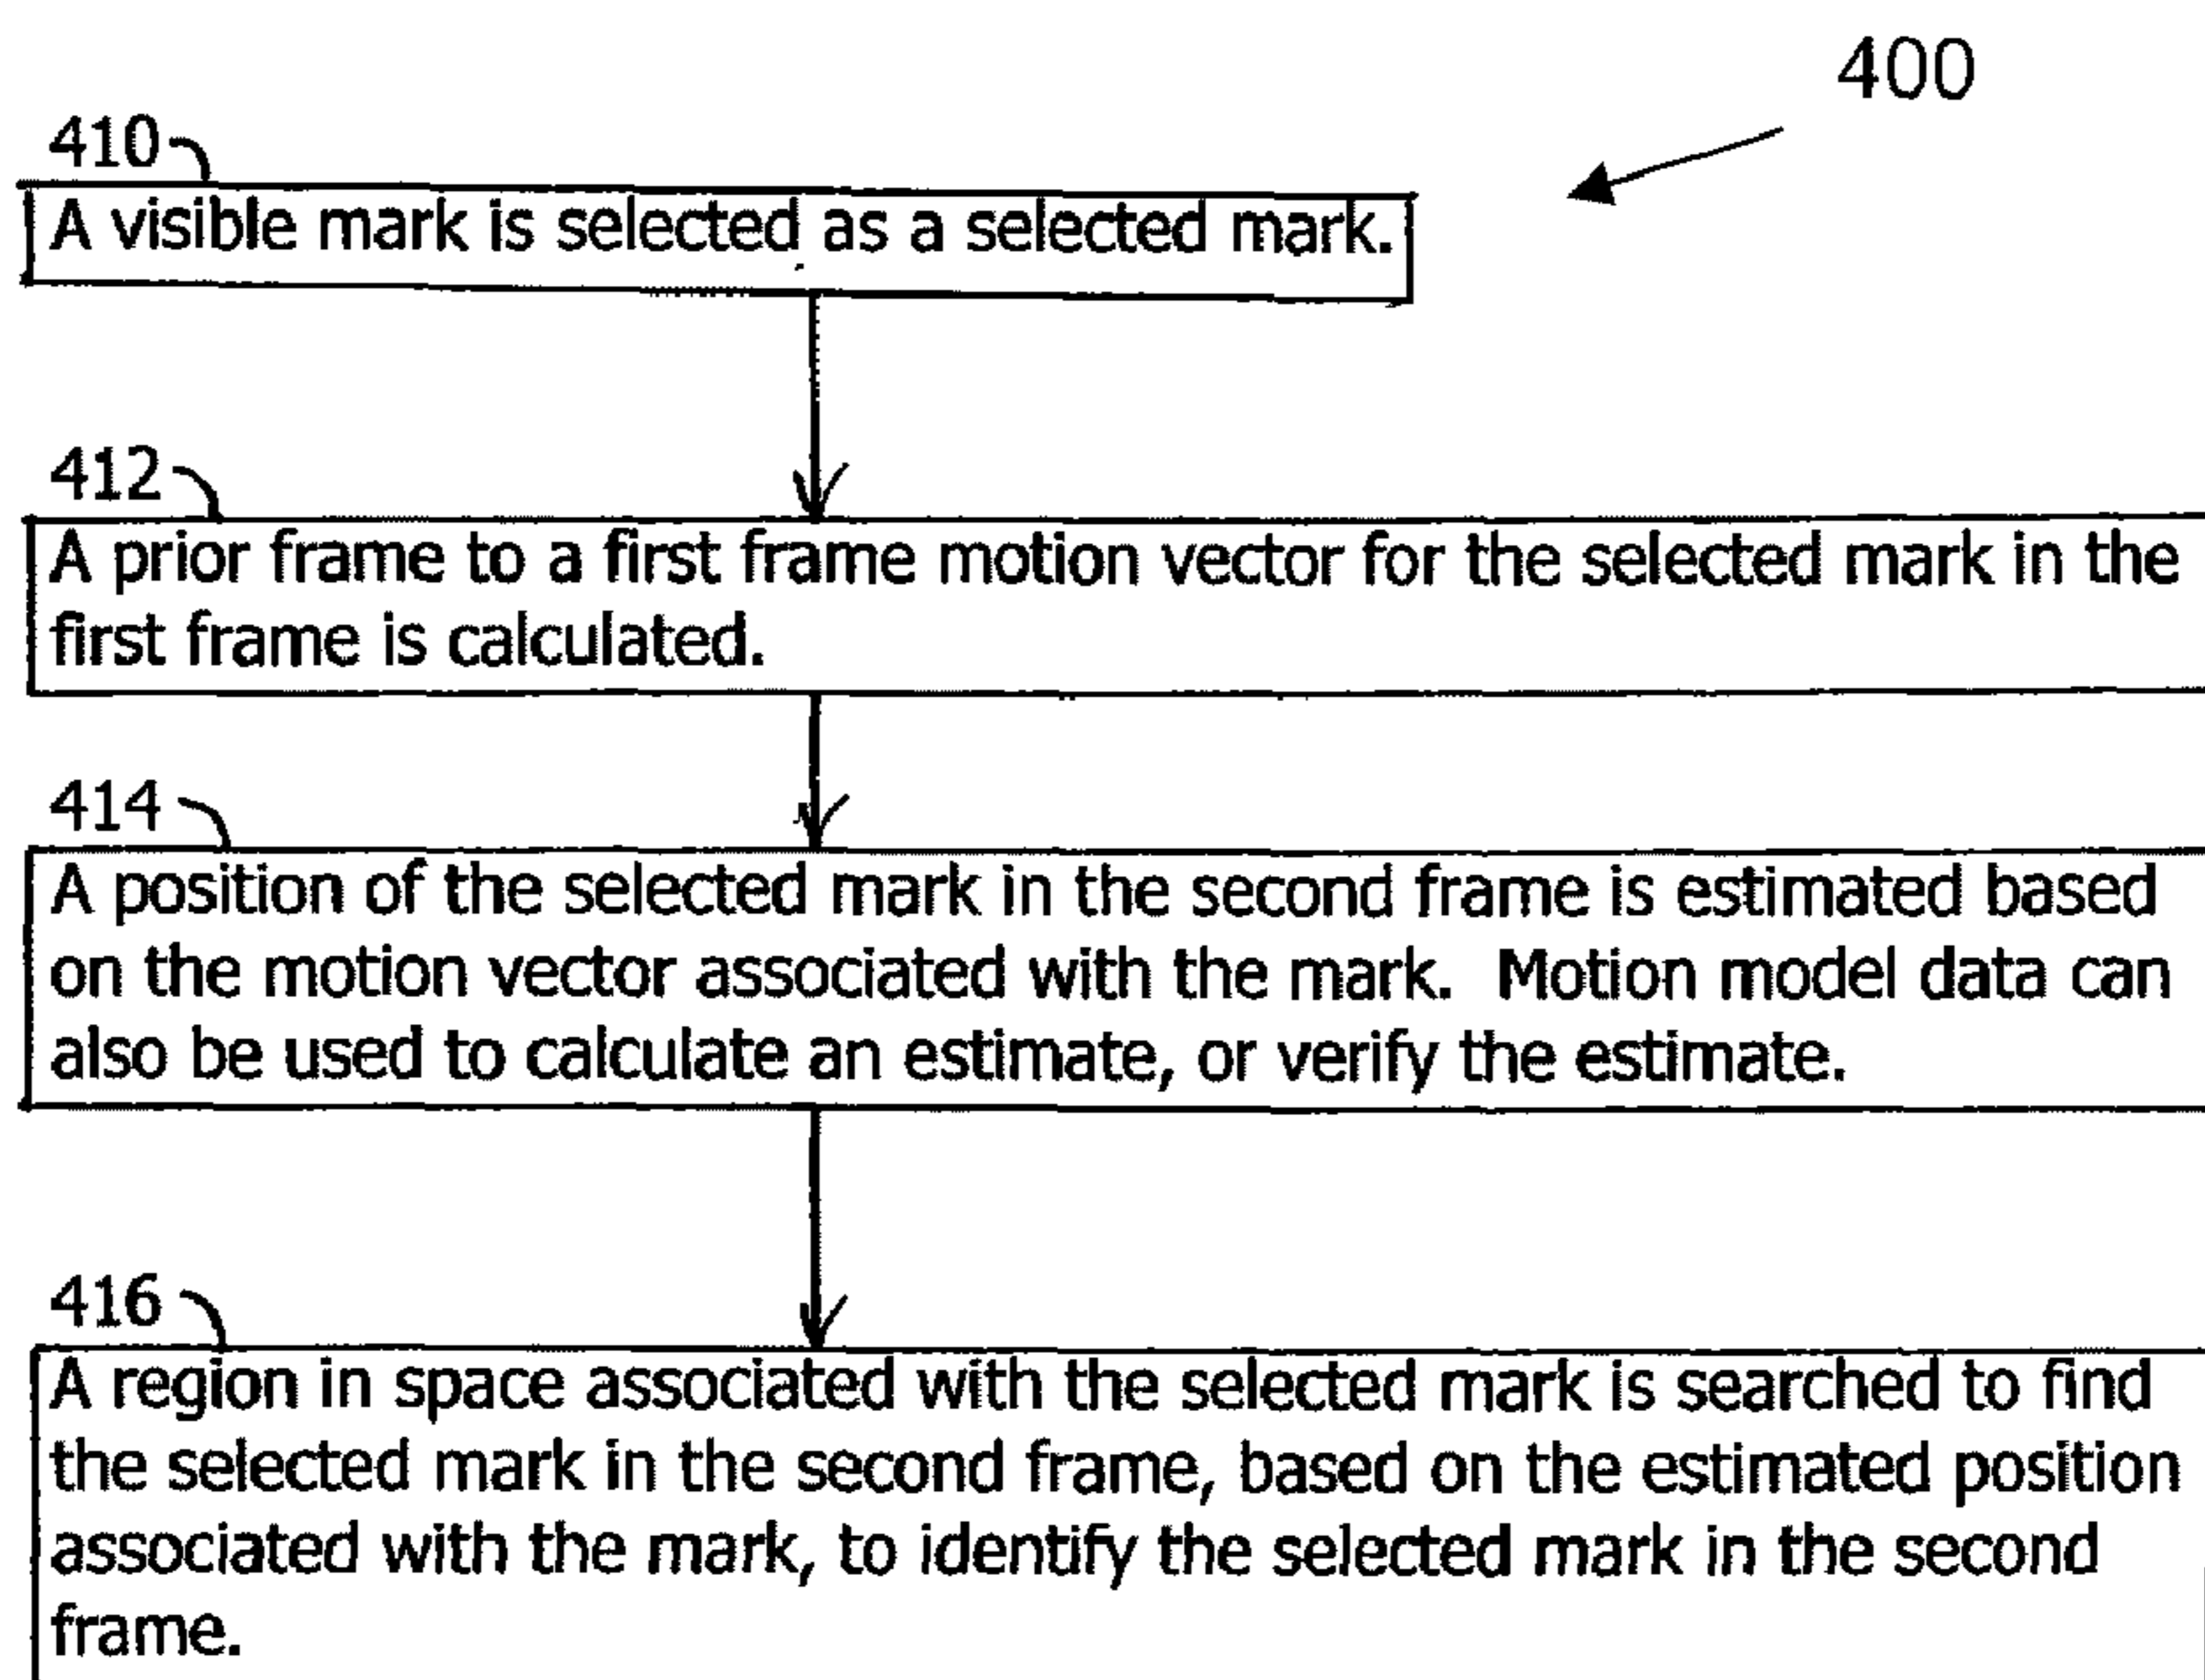 400
410
A visible mark is selected as a selected mark.
412
A prior frame to a first frame motion vector for the selected mark in the
first frame is calculated.
414
A position of the selected mark in the second frame is estimated based
on the motion vector associated with the mark.  Motion model data can
also be used to calculate an estimate, or verify the estimate.
416
A region in space associated with the selected mark is searched to find
the selected mark in the second frame, based on the estimated position
associated with the mark, to identify the selected mark in the second
frame.